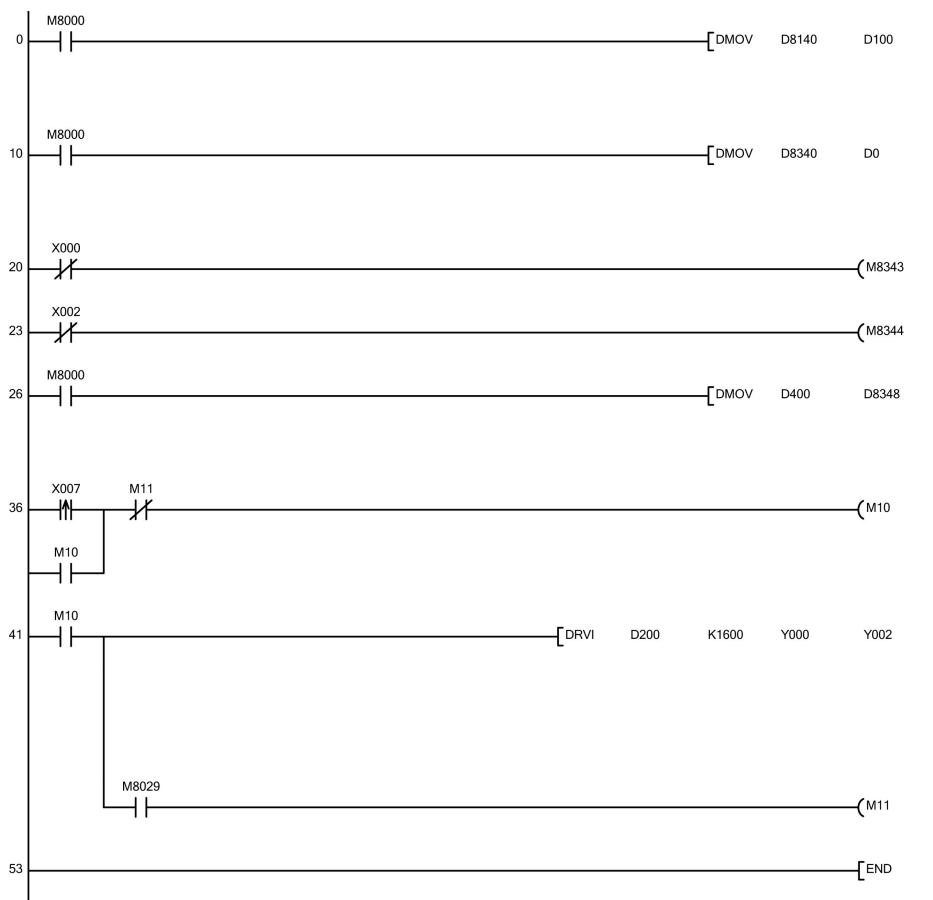 M8000
0 DMOV D8140 D100
M8000
10 DMOV D8340 D0
X000
20 M8343
X002
23 M8344
M8000
26 DMOV D400 D8348
X007 M11
36 M10
M10
M10
41 DRVI D200 K1600 Y000 Y002
M8029
M11
53 END